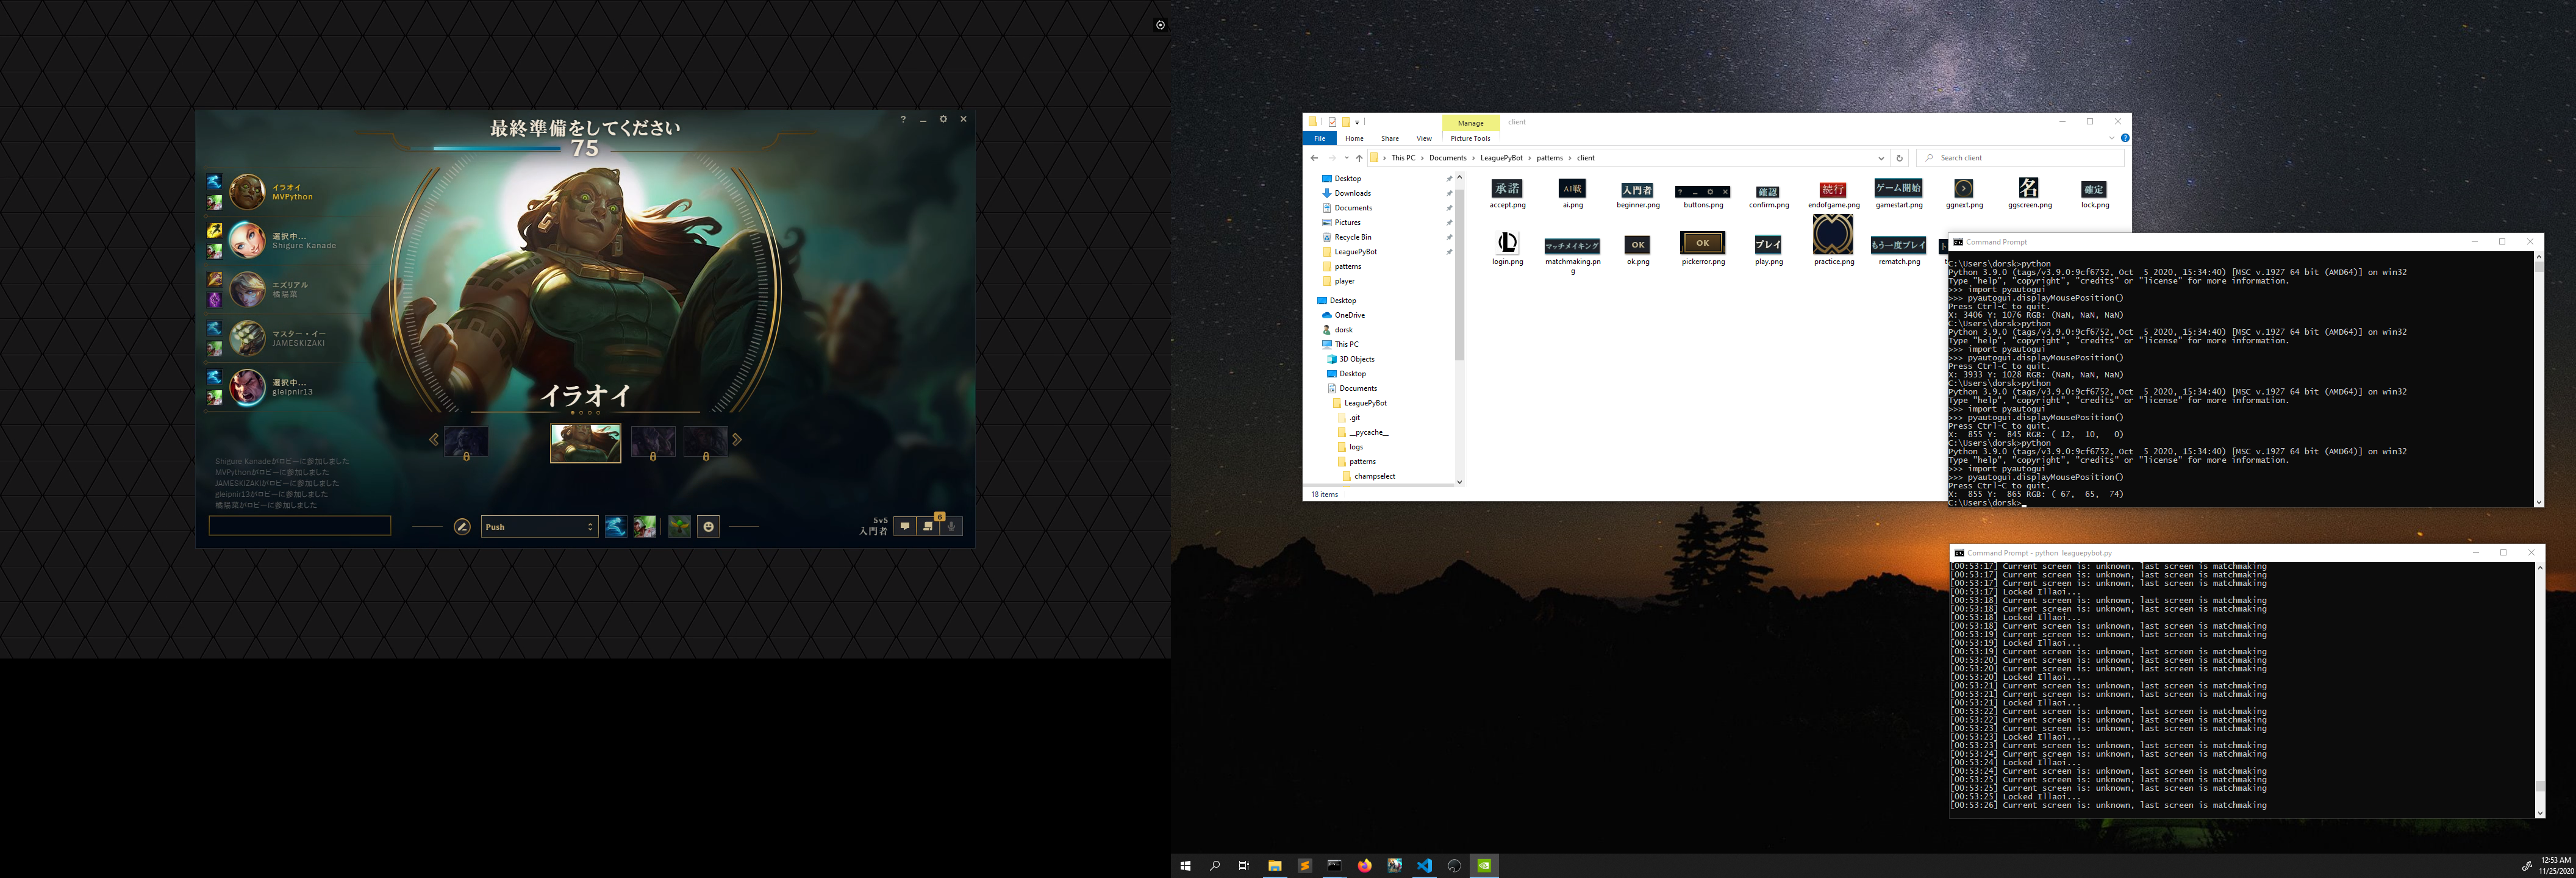 最終準備をしてください
75
イラオイ
MVPython
選択中...
Shigure Kanade
エズリアル
橘陽菜
マスター・イー
JAMESKIZAKI
選択中...
gleipnir13
イラオイ
Shigure Kanadeがロビーに参加しました
MVPythonがロビーに参加しました
JAMESKIZAKIがロビーに参加しました
gleipnir13がロビーに参加しました
橘陽菜がロビーに参加しました
Push
5v5
入門者
6
Manage
client
File
Home
Share
View
Picture Tools
This PC › Documents › LeaguePyBot › patterns › client
Search client
Desktop
Downloads
Documents
Pictures
Recycle Bin
LeaguePyBot
patterns
player
Desktop
OneDrive
dorsk
This PC
3D Objects
Desktop
Documents
LeaguePyBot
.git
__pycache__
logs
patterns
champselect
18 items
承諾
AI戦
入門者
確認
続行
ゲーム開始
名
確定
accept.png
ai.png
beginner.png
buttons.png
confirm.png
endofgame.png
gamestart.png
ggnext.png
ggscreen.png
lock.png
マッチメイキング
OK
OK
プレイ
もう一度プレイ
login.png
matchmaking.png
ok.png
pickerror.png
play.png
practice.png
rematch.png
Command Prompt
C:\Users\dorsk>python
Python 3.9.0 (tags/v3.9.0:9cf6752, Oct  5 2020, 15:34:40) [MSC v.1927 64 bit (AMD64)] on win32
Type "help", "copyright", "credits" or "license" for more information.
>>> import pyautogui
>>> pyautogui.displayMousePosition()
Press Ctrl-C to quit.
X: 3406 Y: 1076 RGB: (NaN, NaN, NaN)
C:\Users\dorsk>python
Python 3.9.0 (tags/v3.9.0:9cf6752, Oct  5 2020, 15:34:40) [MSC v.1927 64 bit (AMD64)] on win32
Type "help", "copyright", "credits" or "license" for more information.
>>> import pyautogui
>>> pyautogui.displayMousePosition()
Press Ctrl-C to quit.
X: 3933 Y: 1028 RGB: (NaN, NaN, NaN)
C:\Users\dorsk>python
Python 3.9.0 (tags/v3.9.0:9cf6752, Oct  5 2020, 15:34:40) [MSC v.1927 64 bit (AMD64)] on win32
Type "help", "copyright", "credits" or "license" for more information.
>>> import pyautogui
>>> pyautogui.displayMousePosition()
Press Ctrl-C to quit.
X:  855 Y:  845 RGB: ( 12,  10,   0)
C:\Users\dorsk>python
Python 3.9.0 (tags/v3.9.0:9cf6752, Oct  5 2020, 15:34:40) [MSC v.1927 64 bit (AMD64)] on win32
Type "help", "copyright", "credits" or "license" for more information.
>>> import pyautogui
>>> pyautogui.displayMousePosition()
Press Ctrl-C to quit.
X:  855 Y:  865 RGB: ( 67,  65,  74)
C:\Users\dorsk>
Command Prompt - python  leaguepybot.py
[00:53:17] Current screen is: unknown, last screen is matchmaking
[00:53:17] Current screen is: unknown, last screen is matchmaking
[00:53:17] Current screen is: unknown, last screen is matchmaking
[00:53:17] Locked Illaoi...
[00:53:18] Current screen is: unknown, last screen is matchmaking
[00:53:18] Current screen is: unknown, last screen is matchmaking
[00:53:18] Locked Illaoi...
[00:53:18] Current screen is: unknown, last screen is matchmaking
[00:53:19] Current screen is: unknown, last screen is matchmaking
[00:53:19] Locked Illaoi...
[00:53:19] Current screen is: unknown, last screen is matchmaking
[00:53:20] Current screen is: unknown, last screen is matchmaking
[00:53:20] Current screen is: unknown, last screen is matchmaking
[00:53:20] Locked Illaoi...
[00:53:21] Current screen is: unknown, last screen is matchmaking
[00:53:21] Current screen is: unknown, last screen is matchmaking
[00:53:21] Locked Illaoi...
[00:53:22] Current screen is: unknown, last screen is matchmaking
[00:53:22] Current screen is: unknown, last screen is matchmaking
[00:53:23] Current screen is: unknown, last screen is matchmaking
[00:53:23] Locked Illaoi...
[00:53:23] Current screen is: unknown, last screen is matchmaking
[00:53:24] Current screen is: unknown, last screen is matchmaking
[00:53:24] Locked Illaoi...
[00:53:24] Current screen is: unknown, last screen is matchmaking
[00:53:25] Current screen is: unknown, last screen is matchmaking
[00:53:25] Current screen is: unknown, last screen is matchmaking
[00:53:25] Locked Illaoi...
[00:53:26] Current screen is: unknown, last screen is matchmaking
12:53 AM
11/25/2020